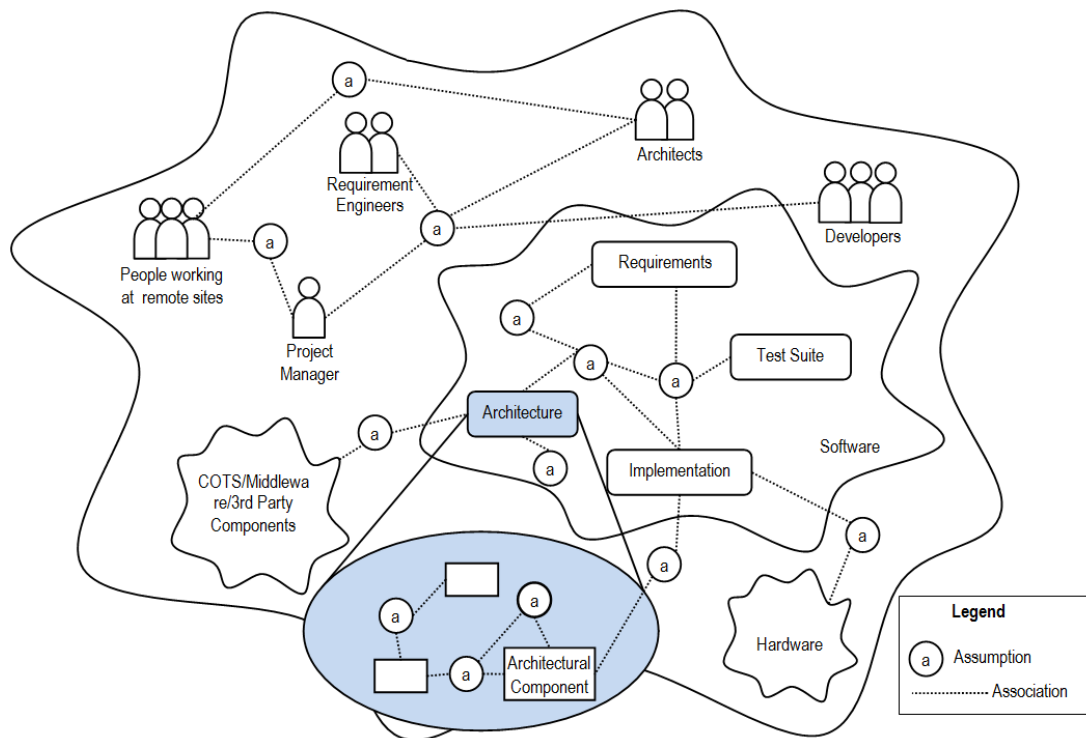 a
Architects
Requirement
Engineers
a
a
Developers
People working
at remote sites
Requirements
a
Project
Manager
a
Test Suite
a
Architecture
a
a
Implementation
Software
COTS/Middlewa
re/3rd Party
Components
a
a
a
a
a
Architectural
Component
Hardware
Legend
a Assumption
Association